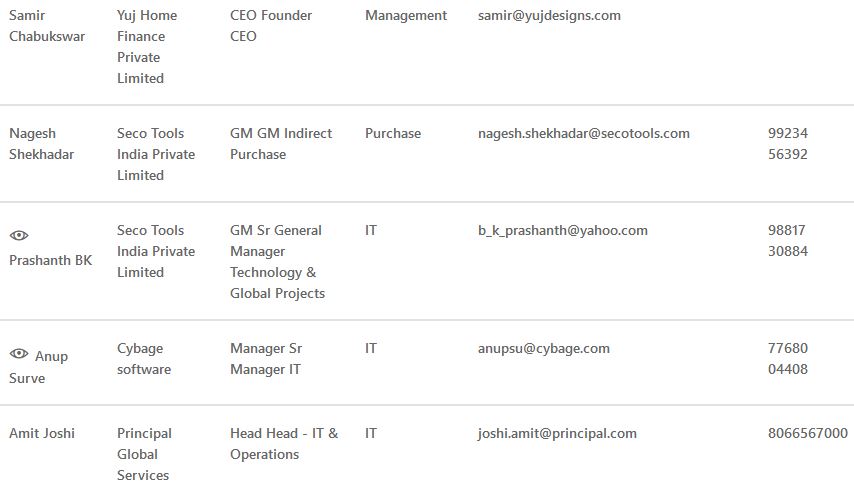 Samir Chabukswar
Yuj Home Finance Private Limited
CEO Founder CEO
Management
samir@yujdesigns.com
Nagesh Shekhadar
Seco Tools India Private Limited
GM GM Indirect Purchase
Purchase
nagesh.shekhadar@secotools.com
99234 56392
Prashanth BK
Seco Tools India Private Limited
GM Sr General Manager Technology & Global Projects
IT
b_k_prashanth@yahoo.com
98817 30884
Anup Surve
Cybage software
Manager Sr Manager IT
IT
anupsu@cybage.com
77680 04408
Amit Joshi
Principal Global Services
Head Head - IT & Operations
IT
joshi.amit@principal.com
8066567000